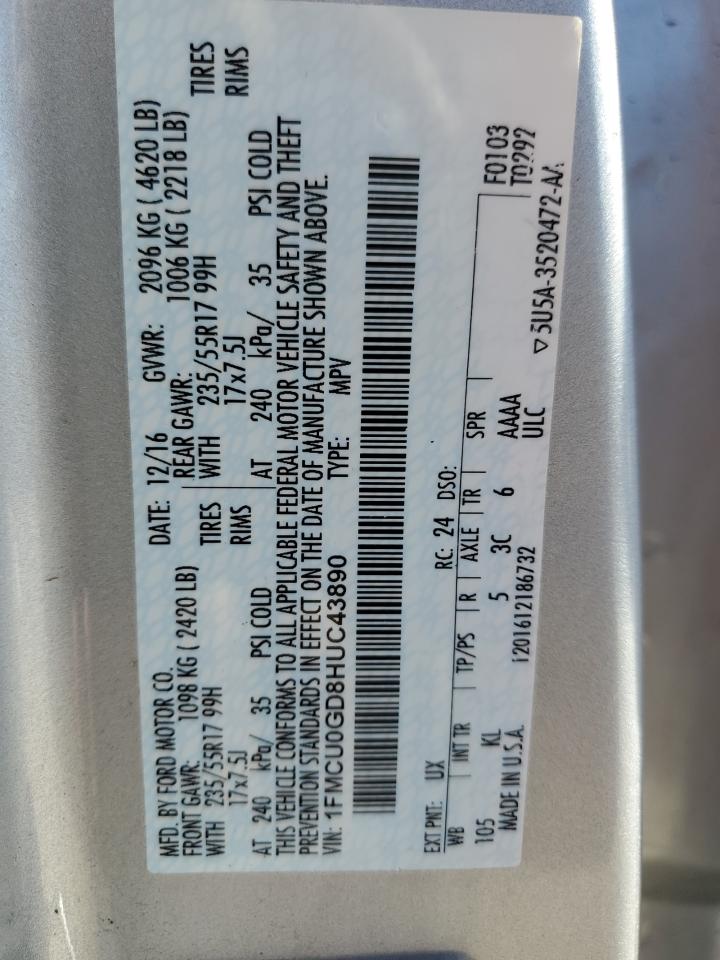 MFD. BY FORD MOTOR CO.
DATE: 12/16 GVWR: 2096 KG ( 4620 LB)
FRONT GAWR: 1098 KG ( 2420 LB) REAR GAWR: 1006 KG ( 2218 LB)
WITH 235/55R17 99H TIRES WITH 235/55R17 99H TIRES
17x7.5J RIMS 17x7.5J RIMS
AT 240 kPa/ 35 PSI COLD AT 240 kPa/ 35 PSI COLD
THIS VEHICLE CONFORMS TO ALL APPLICABLE FEDERAL MOTOR VEHICLE SAFETY AND THEFT
PREVENTION STANDARDS IN EFFECT ON THE DATE OF MANUFACTURE SHOWN ABOVE.
VIN: 1FMCU0GD8HUC43890 TYPE: MPV
EXT PNT: UX RC: 24 DSO: F0103
WB INT TR TP/PS R AXLE TR SPR T0292
105 KL 5 3C 6 AAAA
MADE IN U.S.A. i201612186732 ULC ▽5U5A-3520472-AA